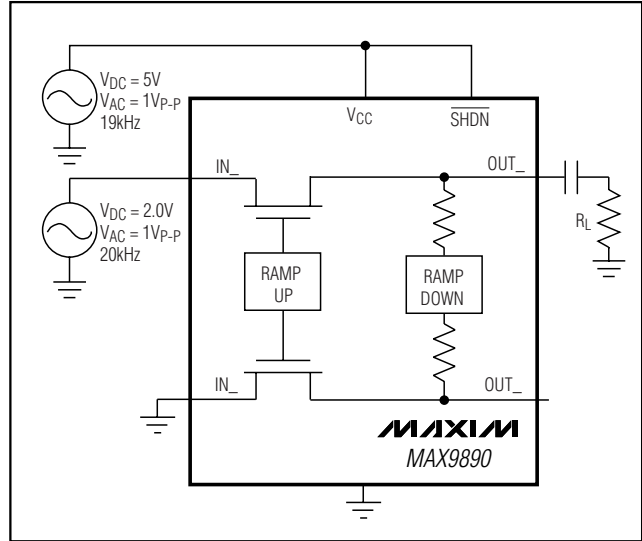 V_DC = 5V
V_AC = 1V_P-P
19kHz
V_CC
S̅H̅D̅N̅
IN_
OUT_
V_DC = 2.0V
V_AC = 1V_P-P
20kHz
R_L
RAMP
UP
RAMP
DOWN
IN_
OUT_
MAXIM
MAX9890